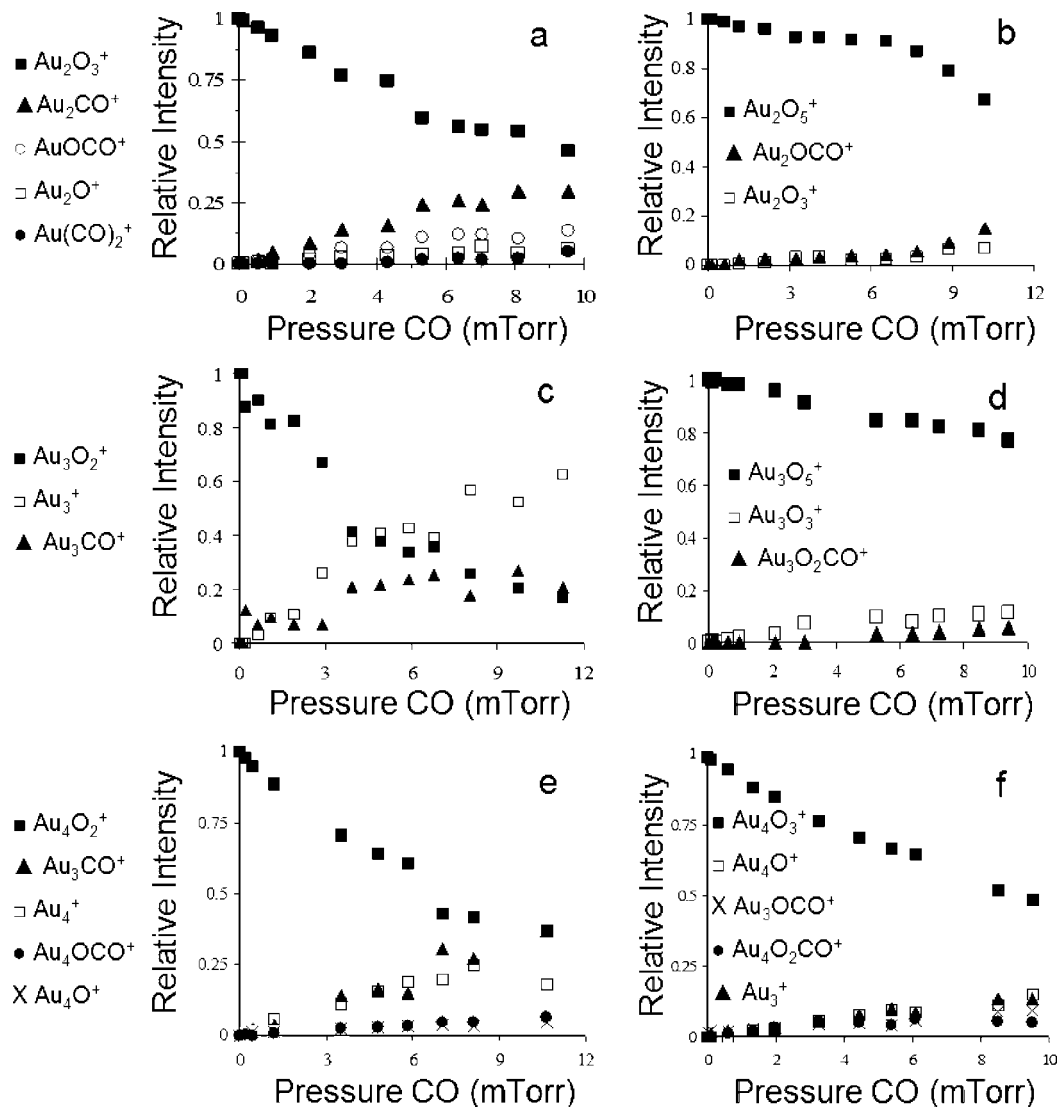 a
Relative Intensity
1
0.75
0.5
0.25
0
0 2 4 6 8 10
Pressure CO (mTorr)
Au₂O₃⁺
Au₂CO⁺
AuOCO⁺
Au₂O⁺
Au(CO)₂⁺
b
Relative Intensity
1
0.8
0.6
0.4
0.2
0
0 3 6 9 12
Pressure CO (mTorr)
Au₂O₅⁺
Au₂OCO⁺
Au₂O₃⁺
c
Relative Intensity
1
0.8
0.6
0.4
0.2
0
0 3 6 9 12
Pressure CO (mTorr)
Au₃O₂⁺
Au₃⁺
Au₃CO⁺
d
Relative Intensity
1
0.8
0.6
0.4
0.2
0
0 2 4 6 8 10
Pressure CO (mTorr)
Au₃O₅⁺
Au₃O₃⁺
Au₃O₂CO⁺
e
Relative Intensity
1
0.75
0.5
0.25
0
0 3 6 9 12
Pressure CO (mTorr)
Au₄O₂⁺
Au₃CO⁺
Au₄⁺
Au₄OCO⁺
X Au₄O⁺
f
Relative Intensity
1
0.75
0.5
0.25
0
0 2 4 6 8 10
Pressure CO (mTorr)
Au₄O₃⁺
Au₄O⁺
X Au₃OCO⁺
Au₄O₂CO⁺
Au₃⁺